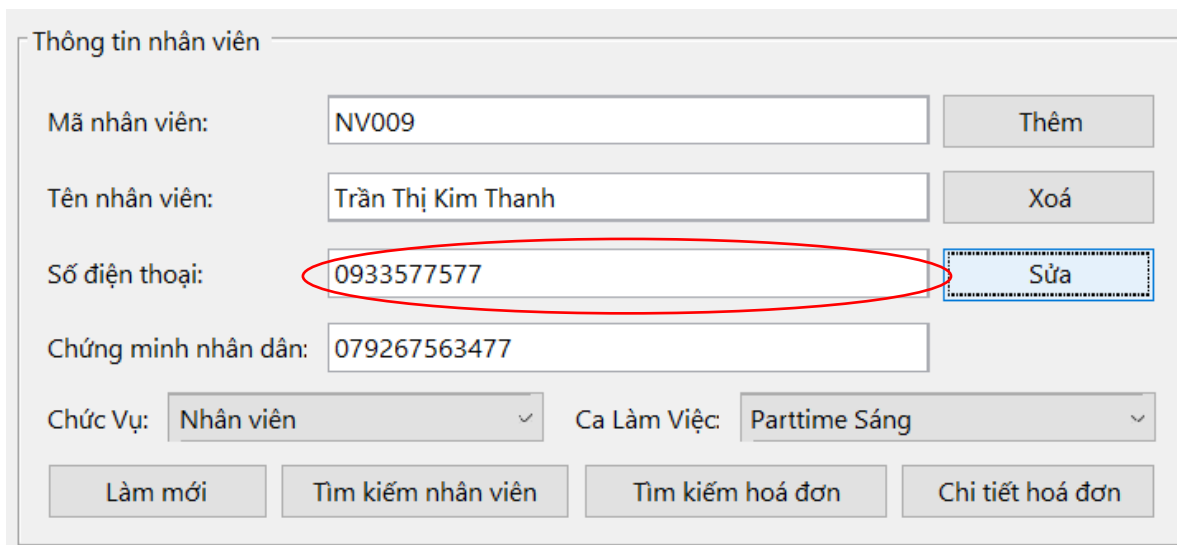 Thông tin nhân viên
Mã nhân viên: NV009 Thêm
Tên nhân viên: Trần Thị Kim Thanh Xoá
Số điện thoại: 0933577577 Sửa
Chứng minh nhân dân: 079267563477
Chức Vụ: Nhân viên Ca Làm Việc: Parttime Sáng
Làm mới Tìm kiếm nhân viên Tìm kiếm hoá đơn Chi tiết hoá đơn